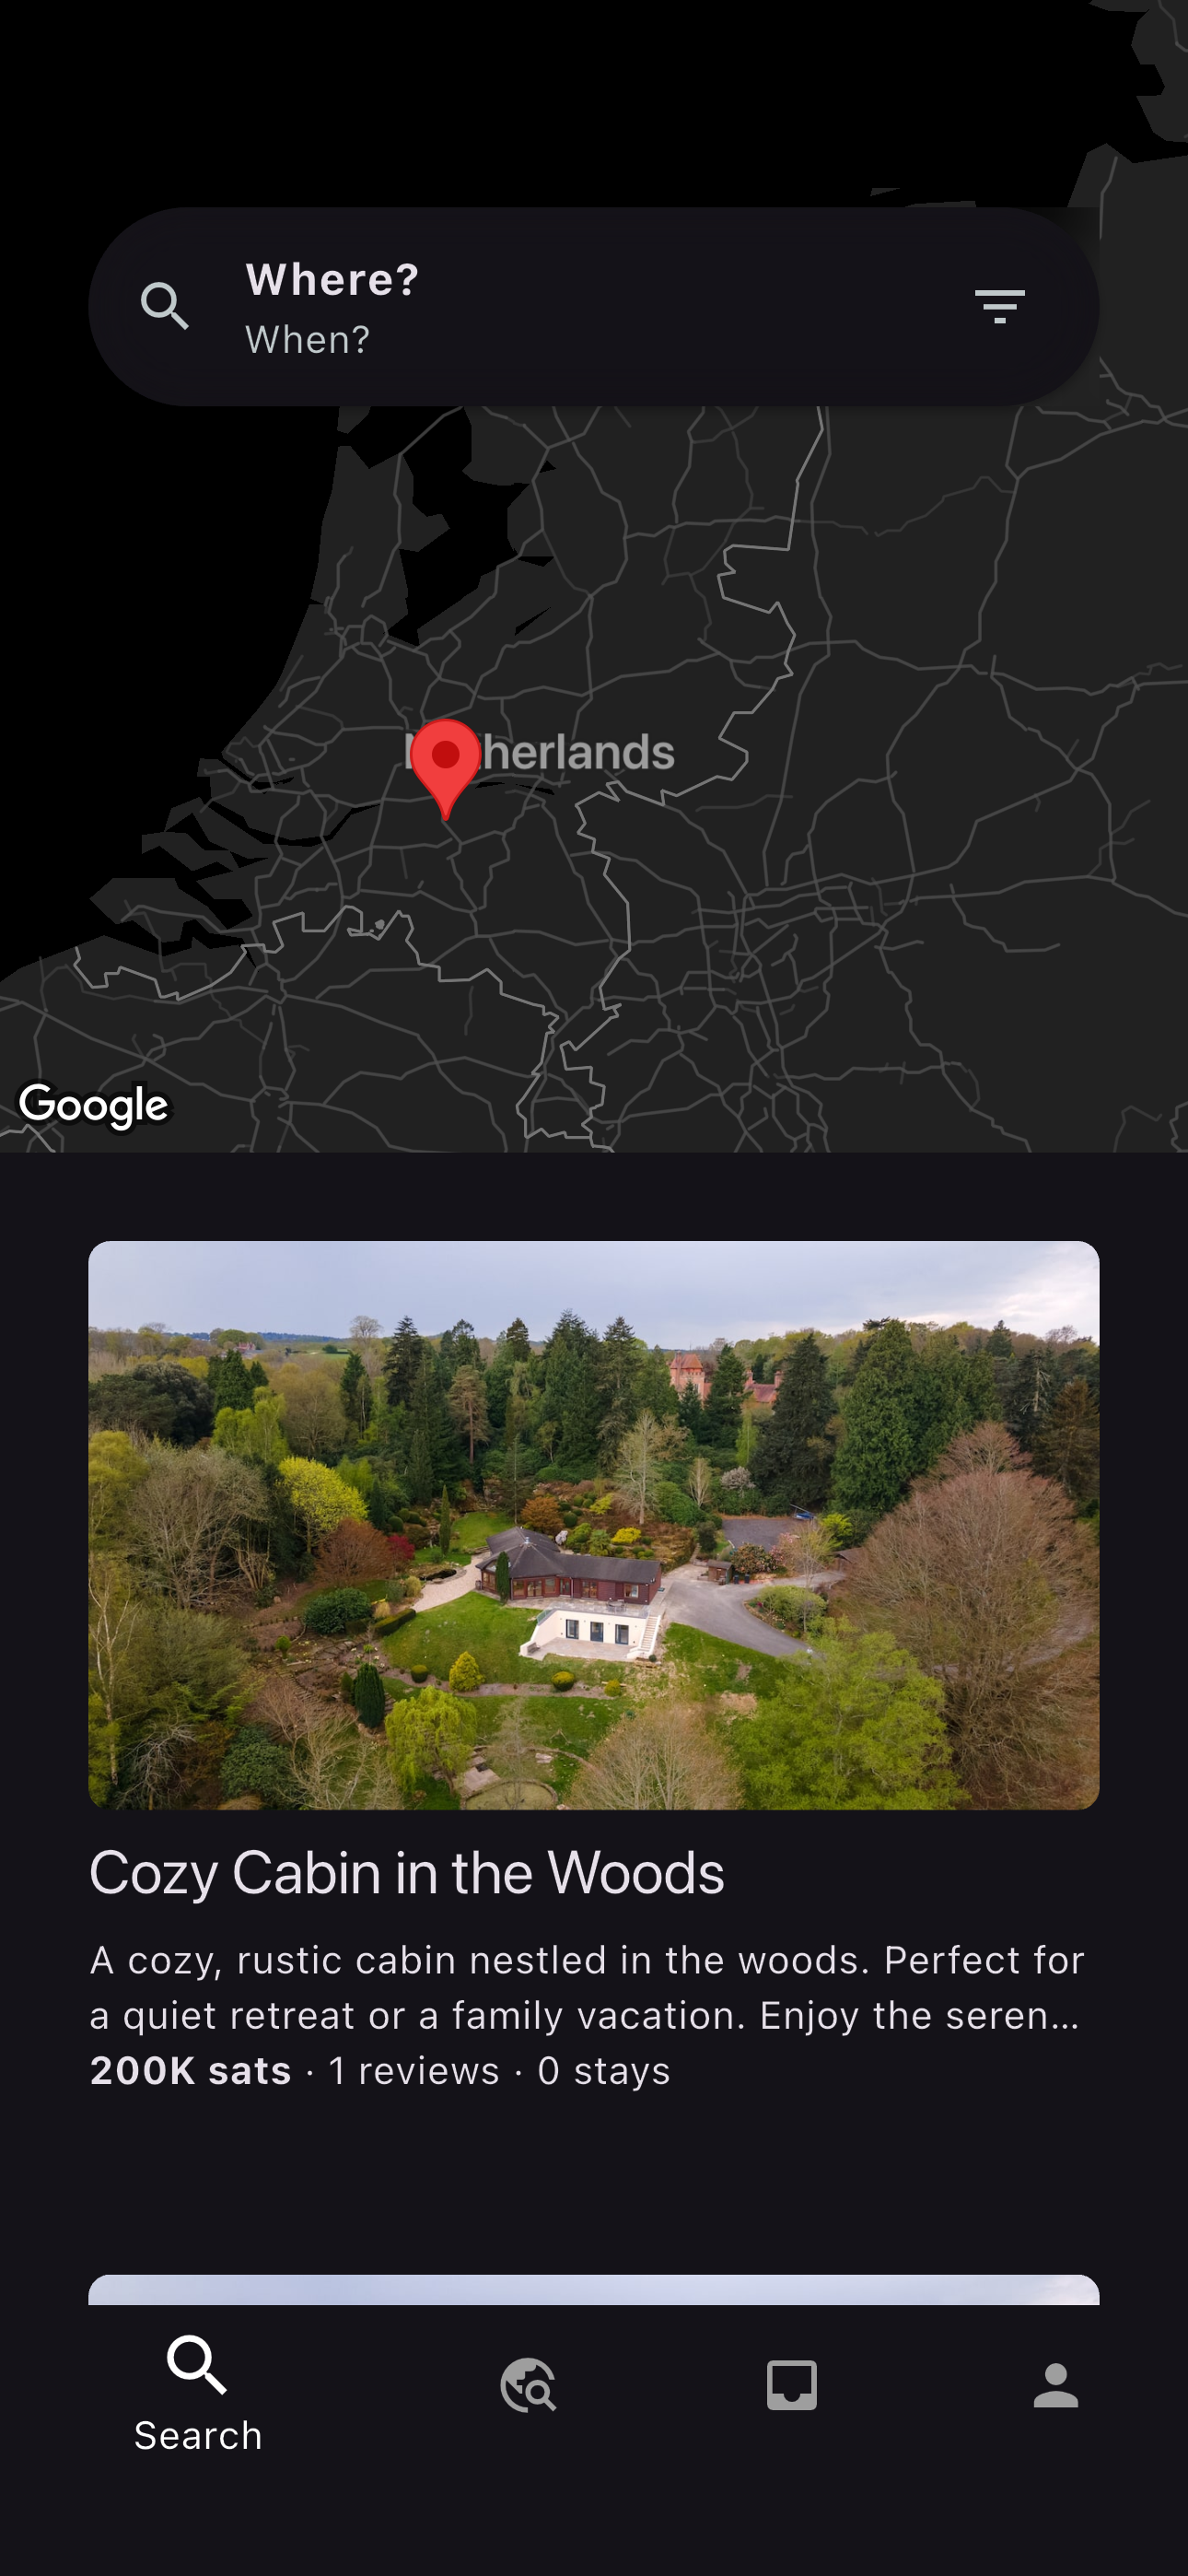 Where?
When?
herlands
Google
Cozy Cabin in the Woods
A cozy, rustic cabin nestled in the woods. Perfect for
a quiet retreat or a family vacation. Enjoy the seren...
200K sats · 1 reviews · 0 stays
Search